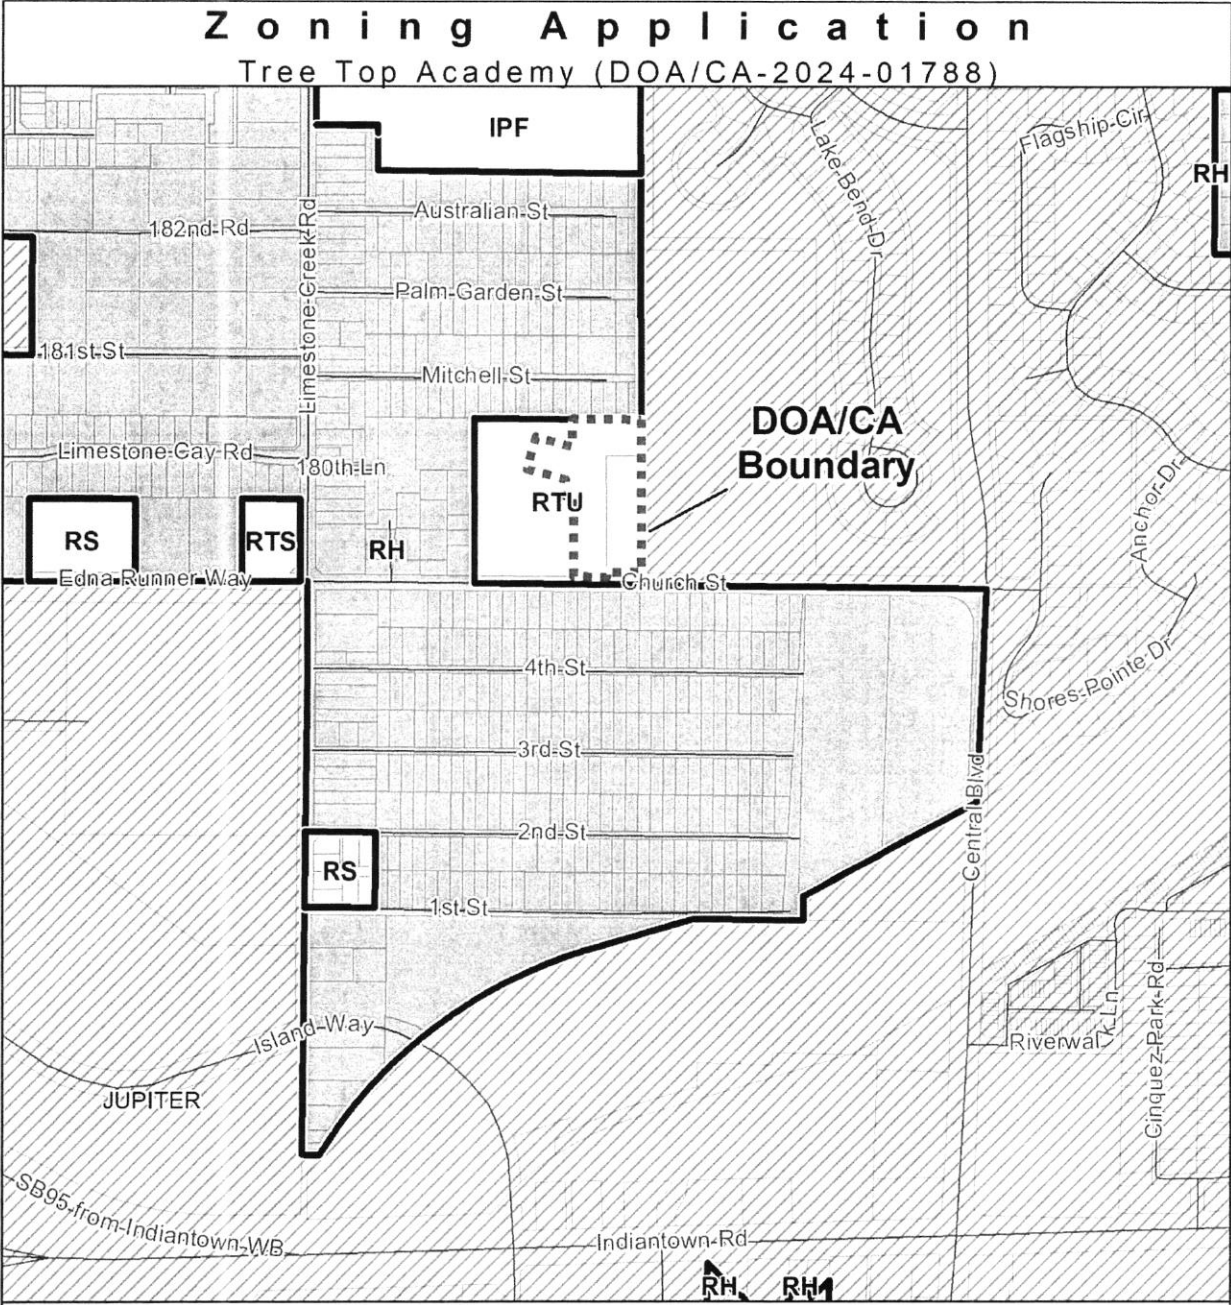 Zoning Application
Tree Top Academy (DOA/CA-2024-01788)
IPF
Flagship-Cir
Lake-Bend-Dr
RH
Limestone-Creek-Rd
Australian-St
182nd-Rd
Palm-Garden-St
181st-St
Mitchell-St
DOA/CA
Boundary
Limestone-Cay-Rd
180th-Ln
Anchor-Dr
RTU
RS
RTS
RH
Edna-Runner-Way
Church-St
4th-St
Shores-Pointe-Dr
3rd-St
Central-Blvd
2nd-St
RS
1st-St
Island-Way
Riverwalk-Ln
Cinquez-Park-Rd
JUPITER
SB95-from-Indiantown-WB
Indiantown-Rd
RH
RH